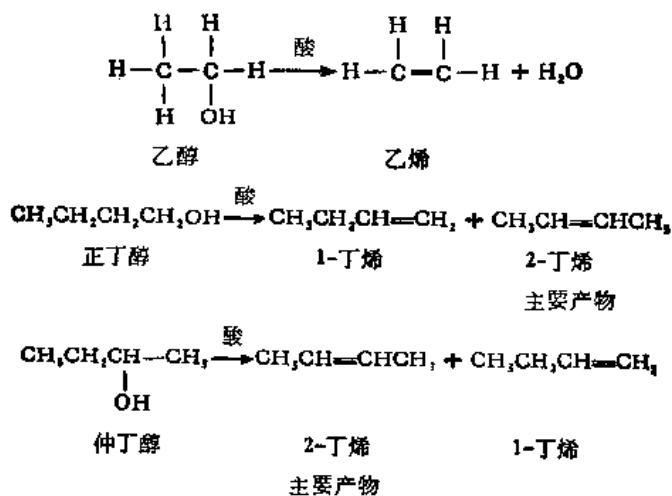 H H H H
酸
H—C—C—H⟶H—C=C—H + H₂O
H OH
乙醇 乙烯
酸
CH₃CH₂CH₂CH₂OH⟶CH₃CH₂CH=CH₂ + CH₃CH=CHCH₃
正丁醇 1-丁烯 2-丁烯
主要产物
酸
CH₃CH₂CH—CH₃⟶CH₃CH=CHCH₃ + CH₃CH₂CH=CH₂
OH
仲丁醇 2-丁烯 1-丁烯
主要产物